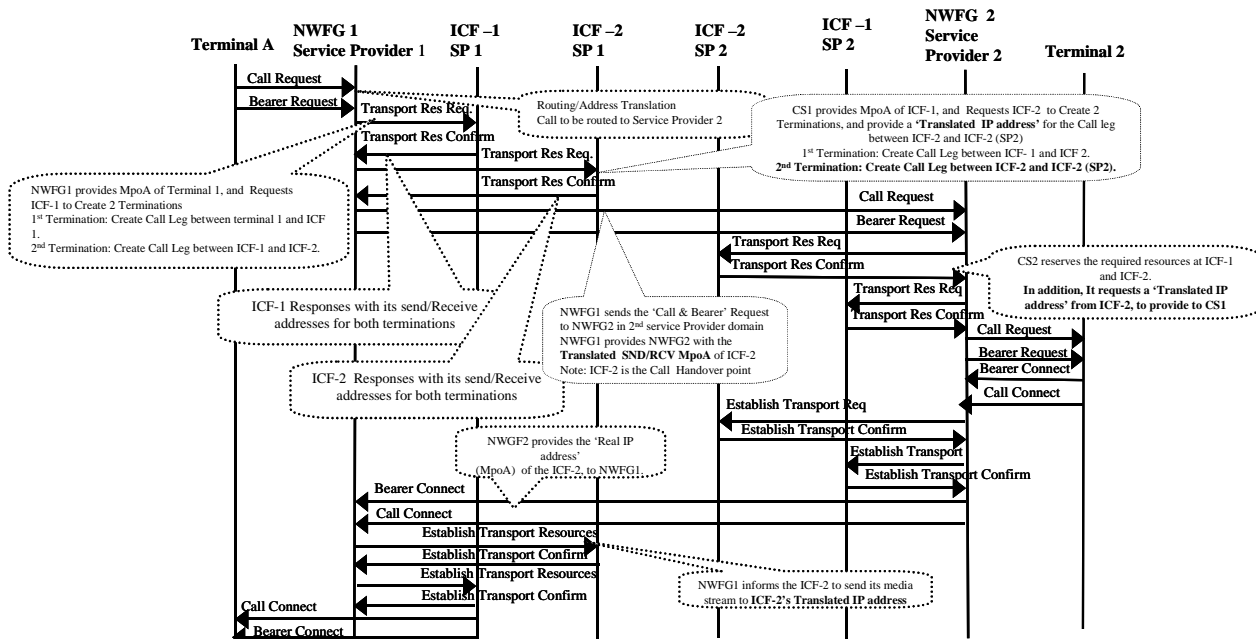 Terminal A
NWFG 1
Service Provider 1
ICF –1
SP 1
ICF–2
SP 1
ICF –2
SP 2
ICF –1
SP 2
NWFG 2
Service
Provider 2
Terminal 2
Call Request
Bearer Request
Transport Res Req.
Transport Res Confirm
Transport Res Req.
Transport Res Confirm
Routing/Address Translation
Call to be routed to Service Provider 2
CS1 provides MpoA of ICF-1, and Requests ICF-2 to Create 2
Terminations, and provide a ‘Translated IP address’ for the Call leg
between ICF-2 and ICF-2 (SP2)
1st Termination: Create Call Leg between ICF- 1 and ICF 2.
2nd Termination: Create Call Leg between ICF-2 and ICF-2 (SP2).
NWFG1 provides MpoA of Terminal 1, and Requests
ICF-1 to Create 2 Terminations
1st Termination: Create Call Leg between terminal 1 and ICF
1.
2nd Termination: Create Call Leg between ICF-1 and ICF-2.
Call Request
Bearer Request
Transport Res Req
Transport Res Confirm
CS2 reserves the required resources at ICF-1
and ICF-2.
In addition, It requests a ‘Translated IP
address’ from ICF-2, to provide to CS1
Transport Res Req
Transport Res Confirm
ICF-1 Responses with its send/Receive
addresses for both terminations
NWFG1 sends the ‘Call & Bearer’ Request
to NWFG2 in 2nd service Provider domain
NWFG1 provides NWFG2 with the
Translated SND/RCV MpoA of ICF-2
Note: ICF-2 is the Call Handover point
Call Request
Bearer Request
Bearer Connect
Call Connect
ICF-2 Responses with its send/Receive
addresses for both terminations
Establish Transport Req
Establish Transport Confirm
NWGF2 provides the ‘Real IP
address’
(MpoA) of the ICF-2, to NWFG1.
Establish Transport
Establish Transport Confirm
Bearer Connect
Call Connect
Establish Transport Resources
Establish Transport Confirm
Establish Transport Resources
Establish Transport Confirm
NWFG1 informs the ICF-2 to send its media
stream to ICF-2’s Translated IP address
Call Connect
Bearer Connect